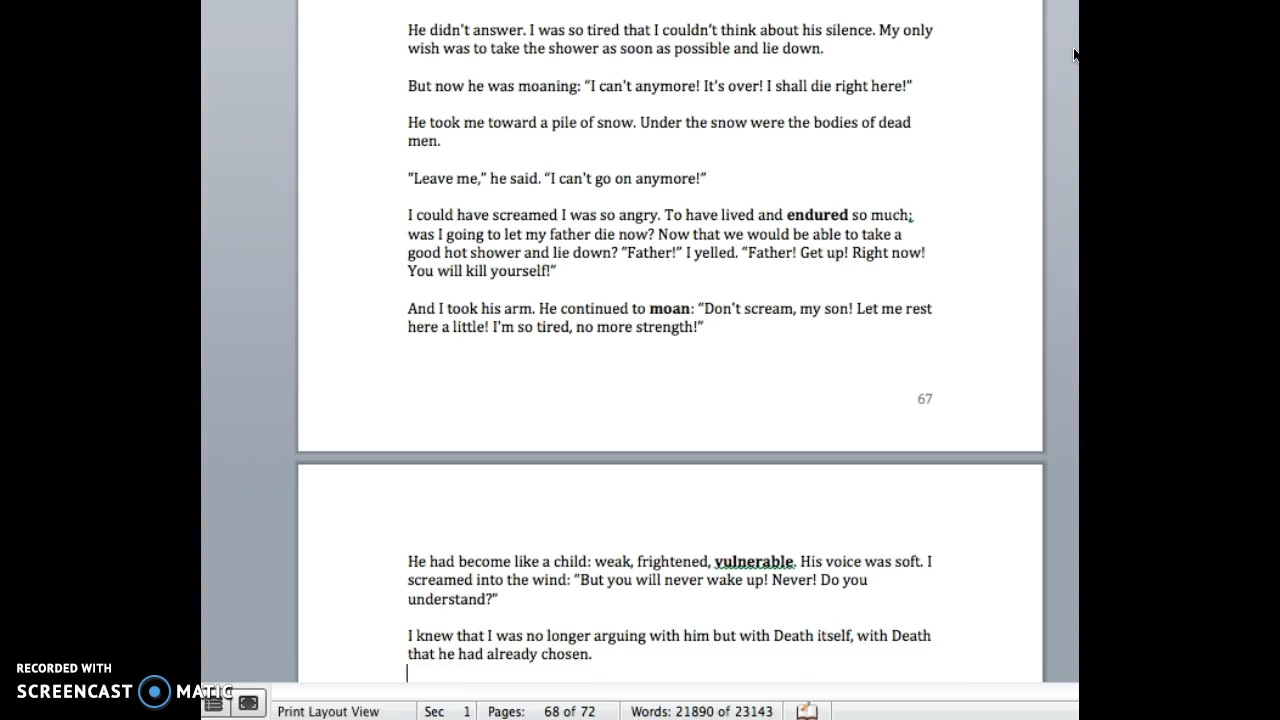 He didn't answer. I was so tired that I couldn't think about his silence. My only
wish was to take the shower as soon as possible and lie down.
But now he was moaning: “I can't anymore! It's over! I shall die right here!”
He took me toward a pile of snow. Under the snow were the bodies of dead
men.
“Leave me,” he said. “I can't go on anymore!”
I could have screamed I was so angry. To have lived and endured so much;
was I going to let my father die now? Now that we would be able to take a
good hot shower and lie down? “Father!” I yelled. “Father! Get up! Right now!
You will kill yourself!”
And I took his arm. He continued to moan: “Don't scream, my son! Let me rest
here a little! I'm so tired, no more strength!”
67
He had become like a child: weak, frightened, vulnerable. His voice was soft. I
screamed into the wind: “But you will never wake up! Never! Do you
understand?”
I knew that I was no longer arguing with him but with Death itself, with Death
that he had already chosen.
RECORDED WITH
SCREENCAST MATIC
Print Layout View Sec 1 Pages: 68 of 72 Words: 21890 of 23143